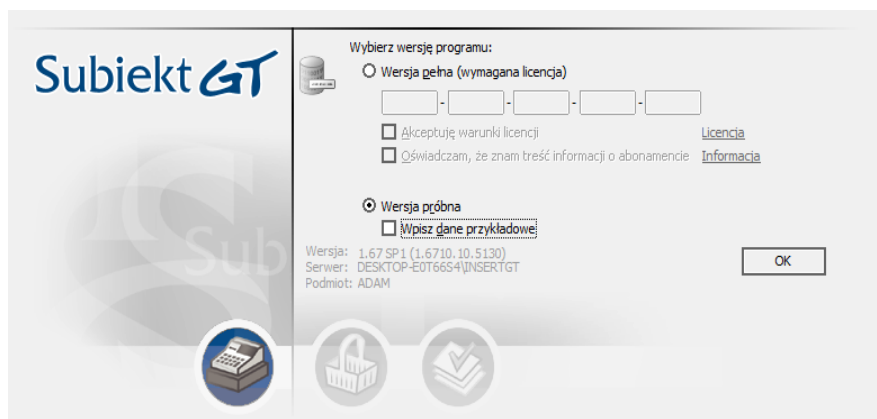 Subiekt GT
Wybierz wersję programu:
Wersja pełna (wymagana licencja)
- - - -
Akceptuję warunki licencji Licencja
Oświadczam, że znam treść informacji o abonamencie Informacja
Wersja próbna
Wpisz dane przykładowe
Wersja: 1.67 SP1 (1.6710.10.5130)
Serwer: DESKTOP-E0T66S4\INSERTGT
Podmiot: ADAM
OK
Sub